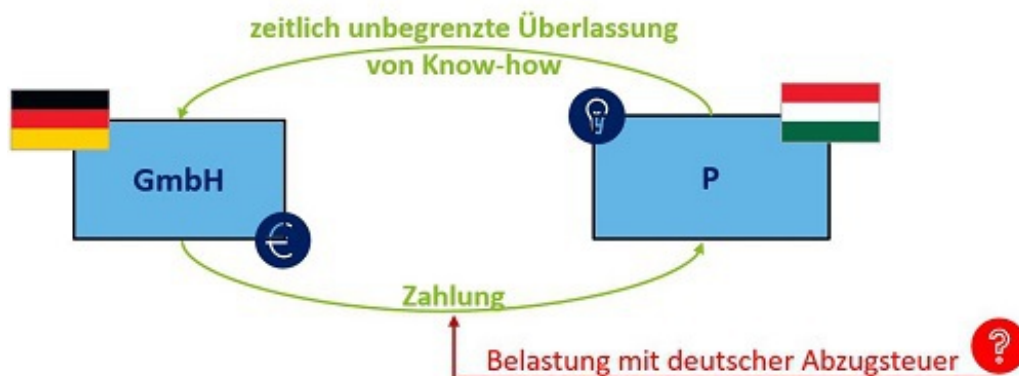 zeitlich unbegrenzte Überlassung
von Know-how
GmbH
P
€
Zahlung
Belastung mit deutscher Abzugsteuer
?